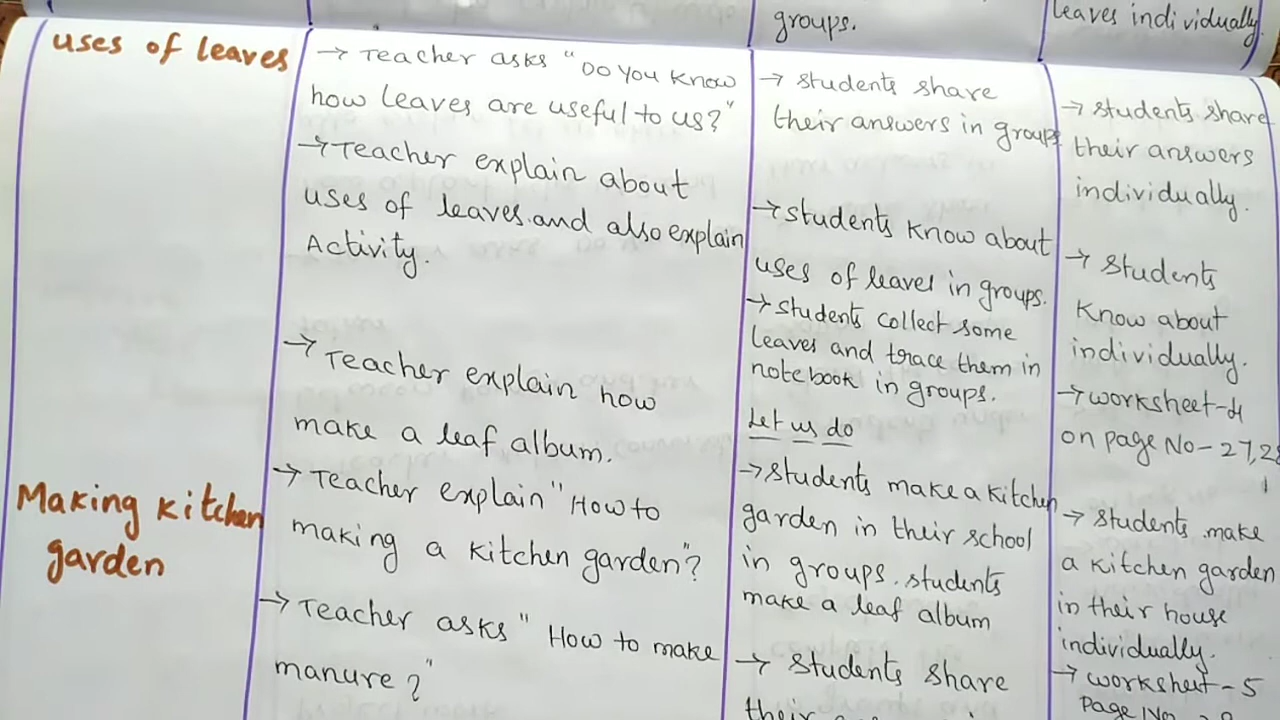 groups.
leaves individually.
uses of leaves
→ Teacher asks "Do you know
how leaves are useful to us?"
→ Teacher explain about
uses of leaves.and also explain
Activity.
→ Teacher explain how
make a leaf album.
→ Teacher explain "How to
making a kitchen garden"?
→ Teacher asks "How to make
manure?"
Making kitchen
garden
→ students share
their answers in groups
→ students know about
uses of leaves in groups.
→ students collect some
leaves and trace them in
notebook in groups.
Let us do
→ students make a kitchen
garden in their school
in groups. students
make a leaf album
→ students share
their
→ students share
their answers
individually.
→ students
know about
individually.
→ worksheet-4
on page No-27,28
→ students make
a kitchen garden
in their house
individually.
→ worksheet-5
Page No